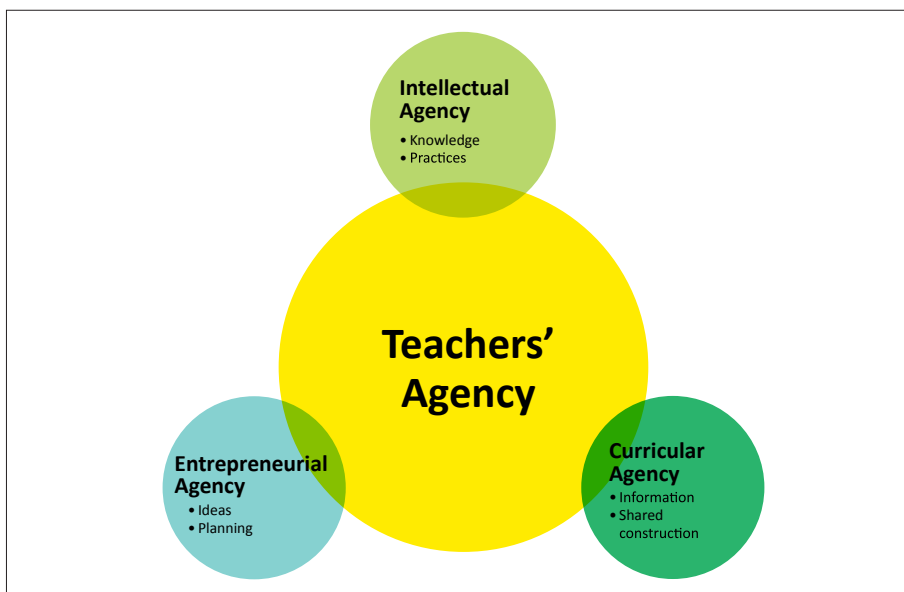 Intellectual
Agency
• Knowledge
• Practices
Teachers’
Agency
Entrepreneurial
Agency
• Ideas
• Planning
Curricular
Agency
• Information
• Shared
construction